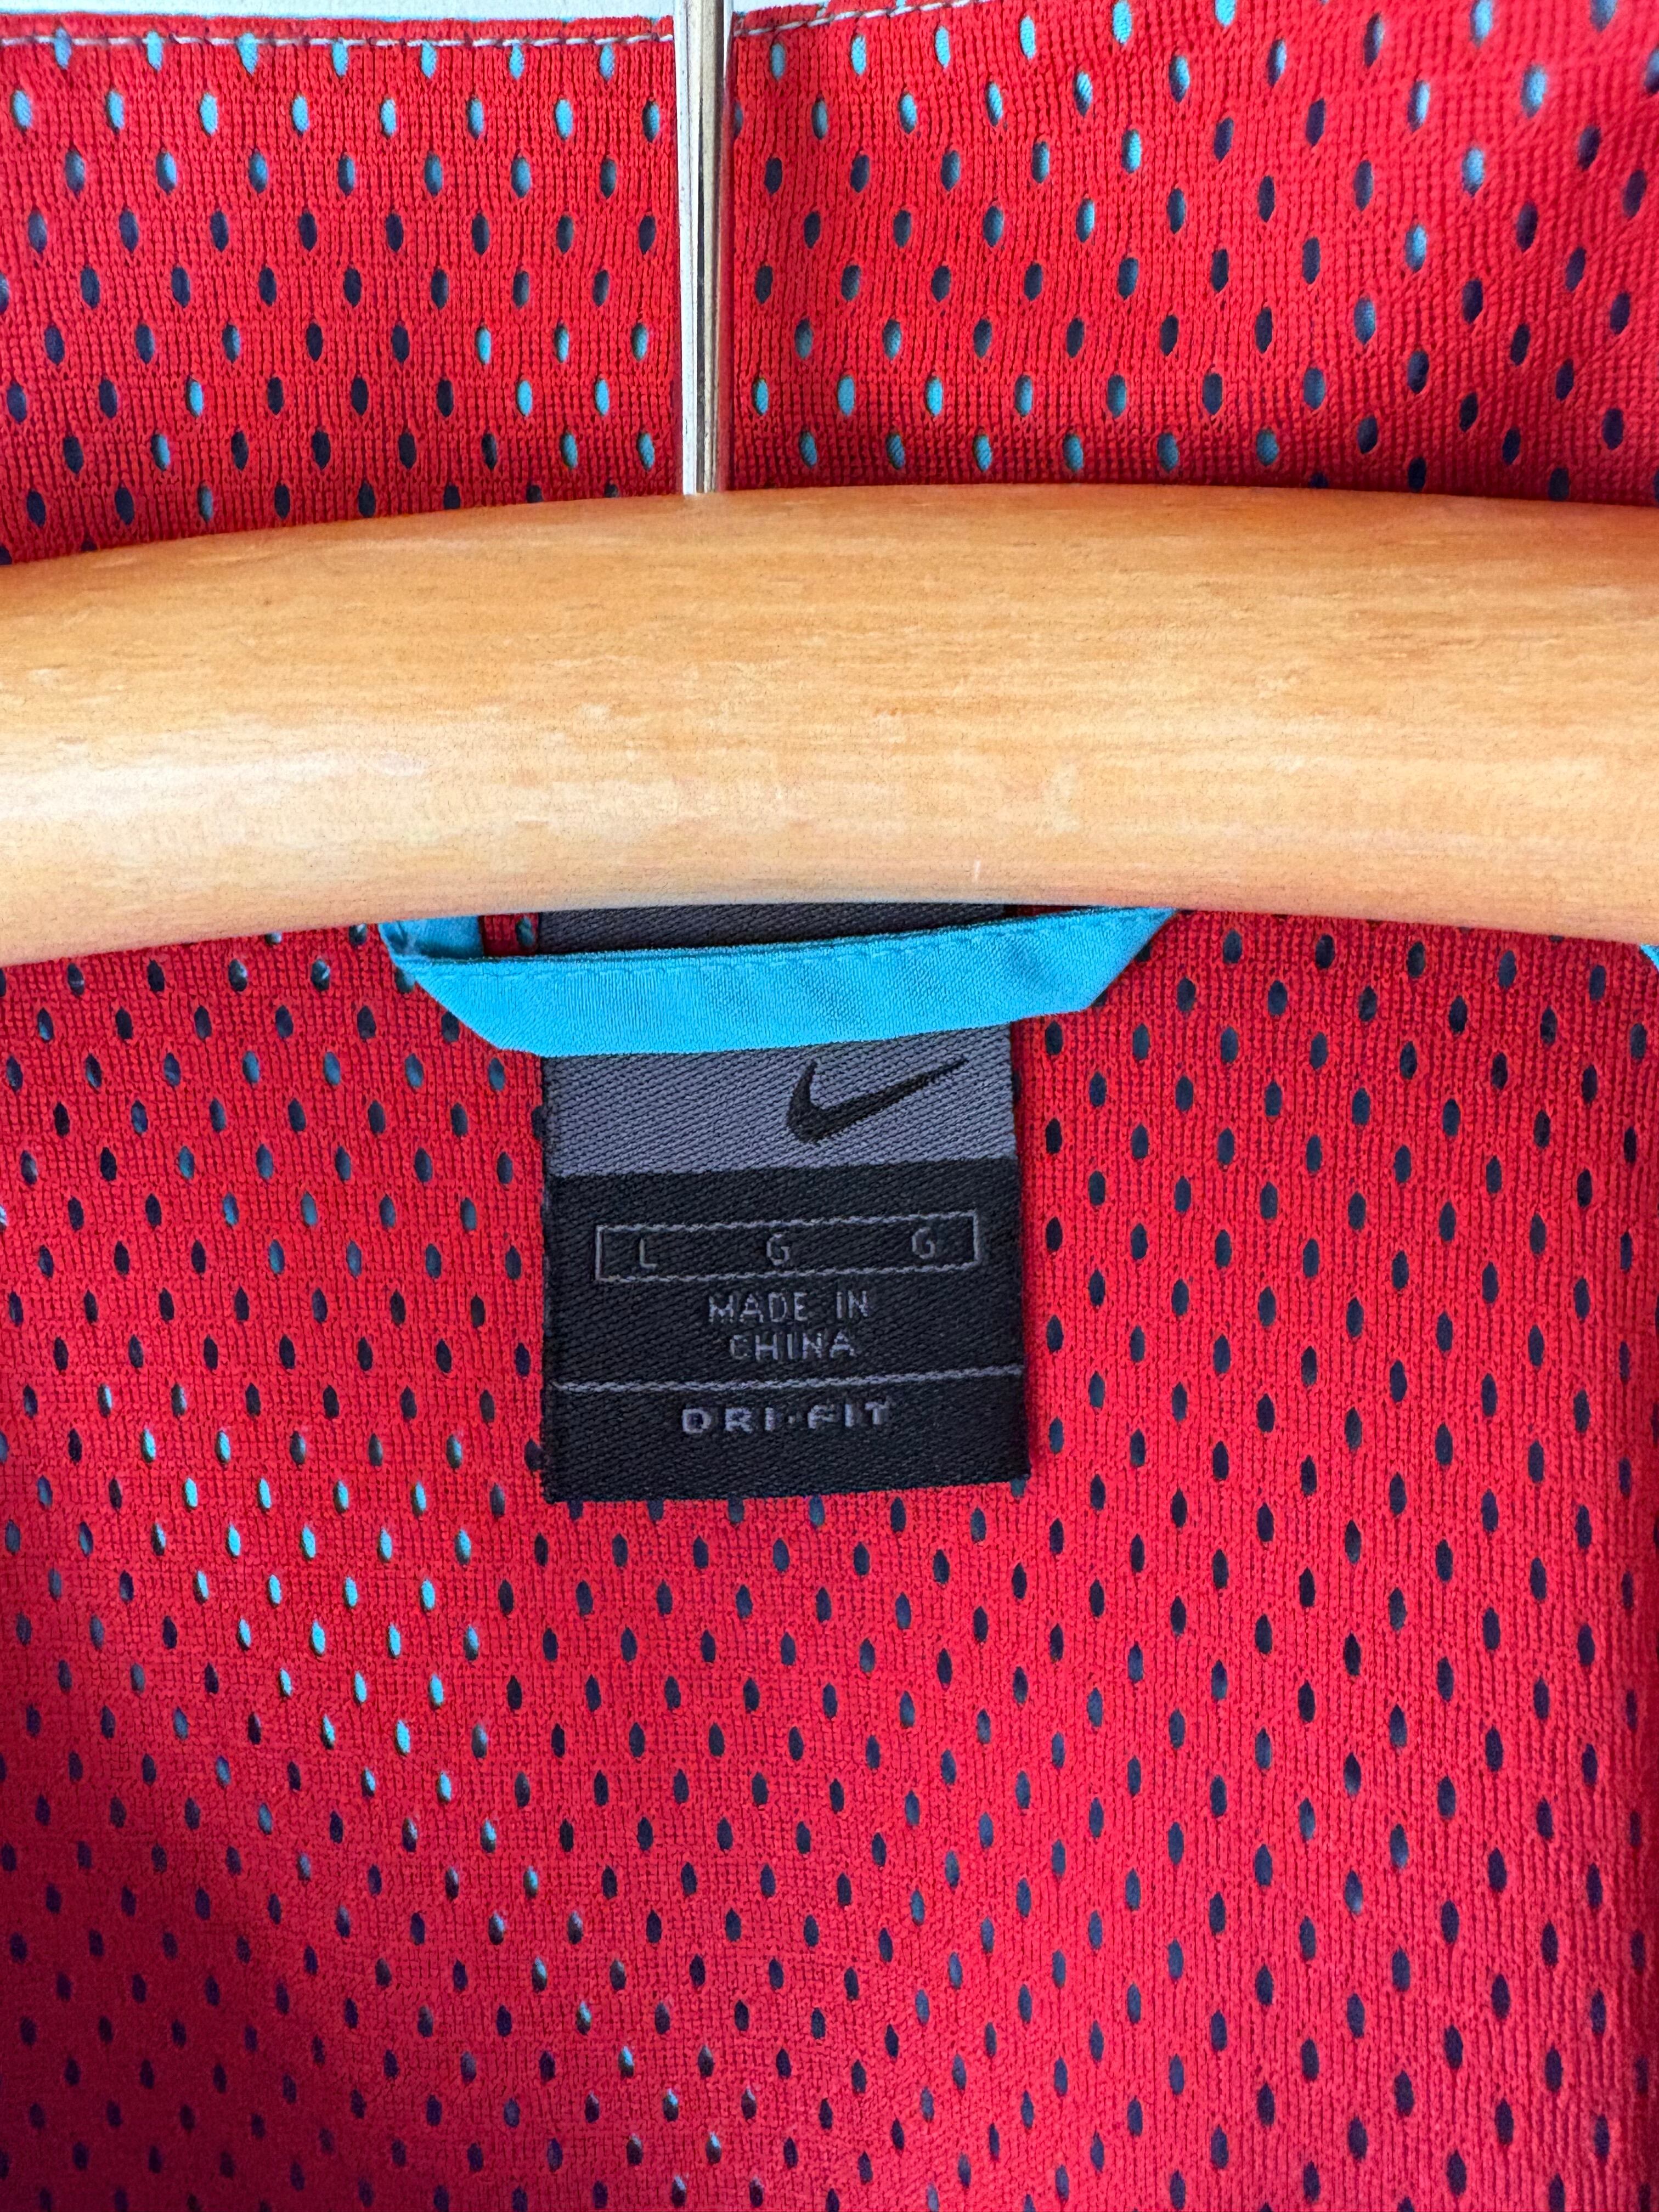 L G G
MADE IN
CHINA
DRI-FIT